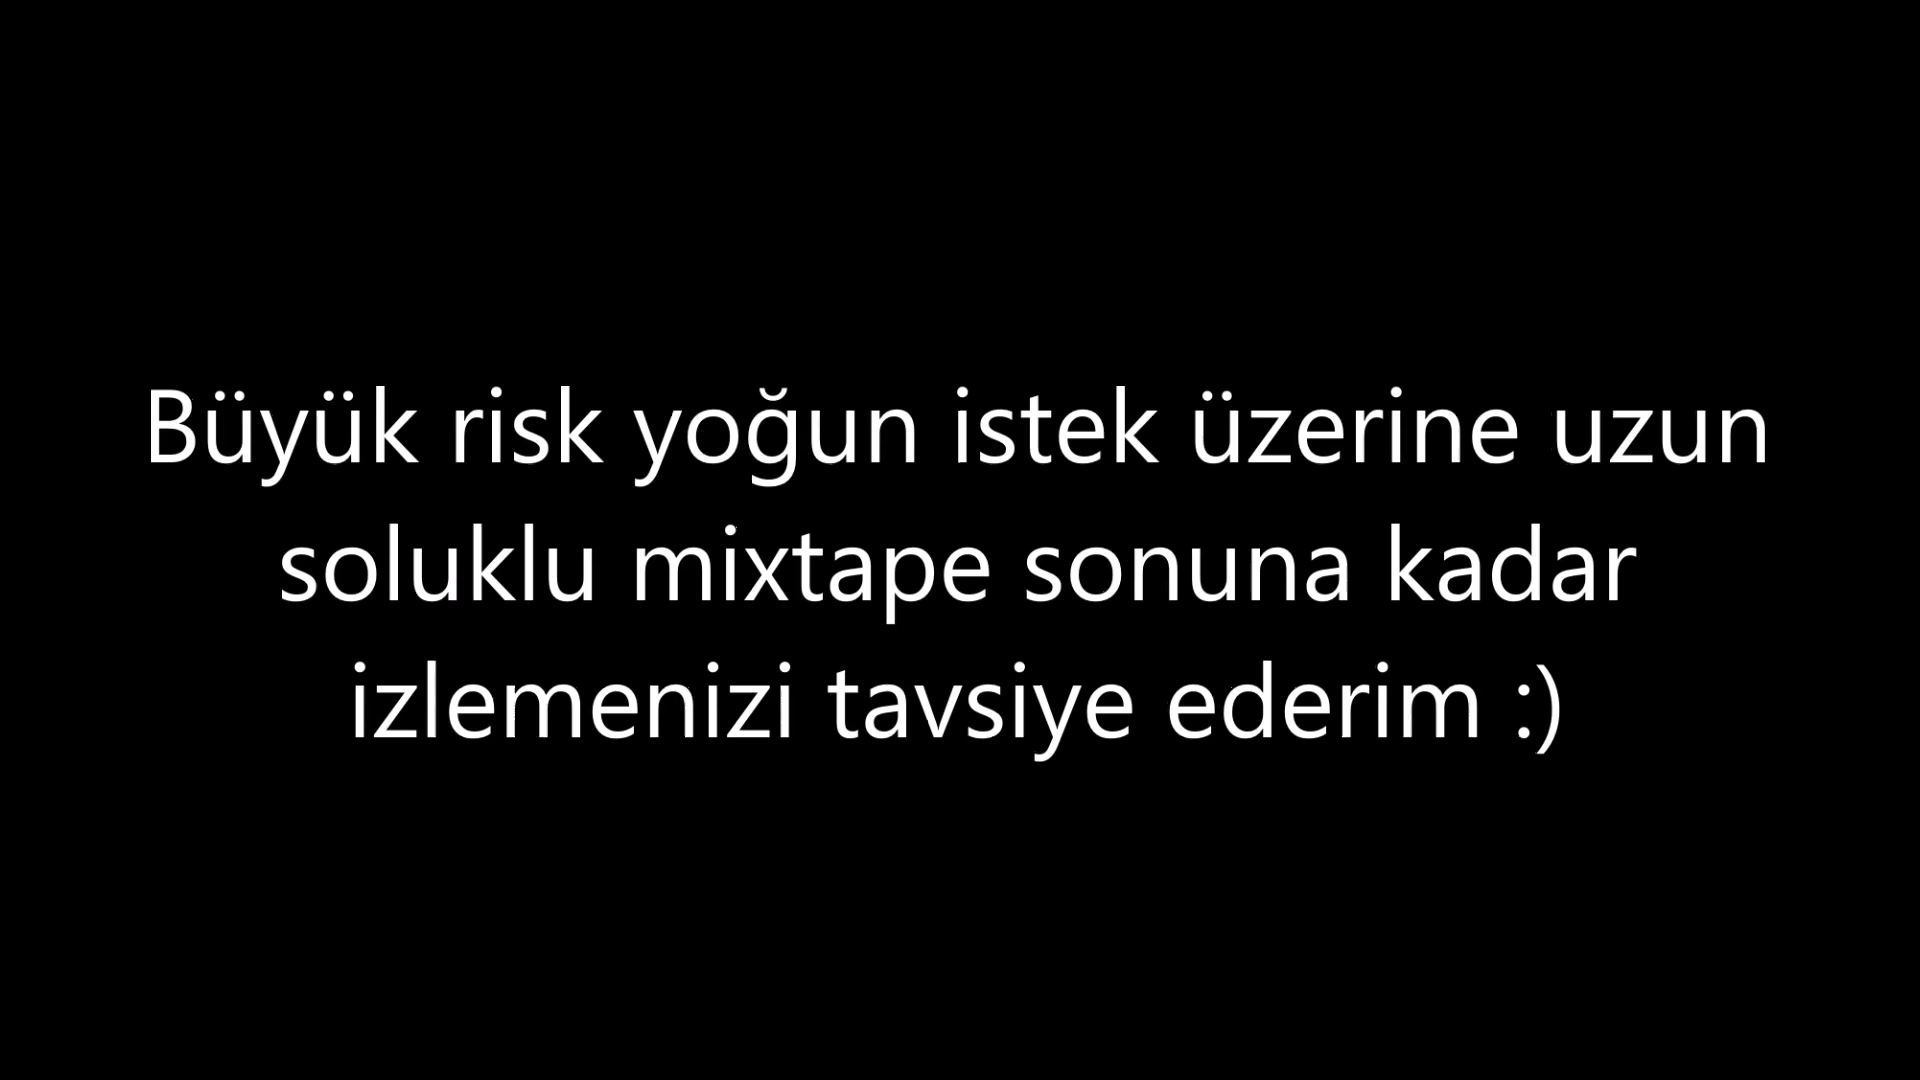 Büyük risk yoğun istek üzerine uzun
soluklu mixtape sonuna kadar
izlemenizi tavsiye ederim :)